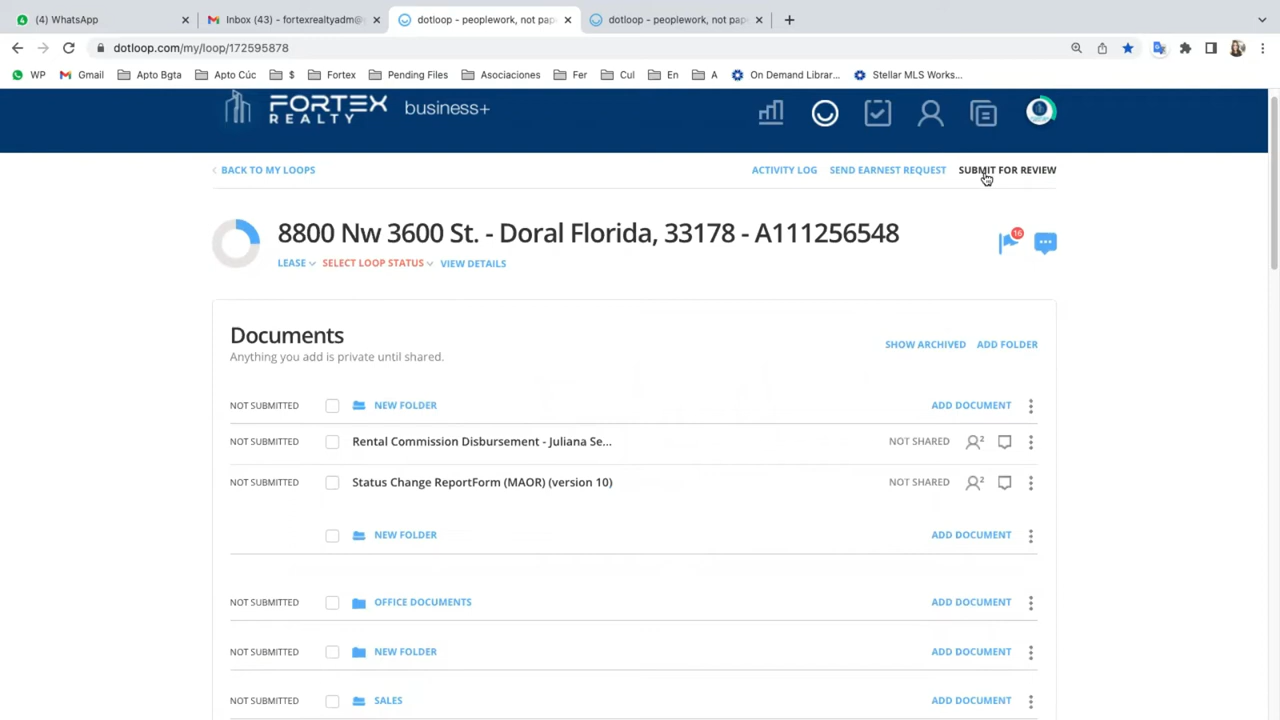 (4) WhatsApp
Inbox (43) - fortexrealtyadm@
dotloop - peoplework, not pap
dotloop - peoplework, not pap
dotloop.com/my/loop/172595878
WP
Gmail
Apto Bgta
Apto Cúc
$
Fortex
Pending Files
Asociaciones
Fer
Cul
En
A
On Demand Librar...
Stellar MLS Works...
FORTEX REALTY business+
BACK TO MY LOOPS
ACTIVITY LOG
SEND EARNEST REQUEST
SUBMIT FOR REVIEW
8800 Nw 3600 St. - Doral Florida, 33178 - A111256548
16
LEASE
SELECT LOOP STATUS
VIEW DETAILS
Documents
Anything you add is private until shared.
SHOW ARCHIVED
ADD FOLDER
NOT SUBMITTED NEW FOLDER ADD DOCUMENT
NOT SUBMITTED Rental Commission Disbursement - Juliana Se... NOT SHARED 2
NOT SUBMITTED Status Change ReportForm (MAOR) (version 10) NOT SHARED 2
NEW FOLDER ADD DOCUMENT
NOT SUBMITTED OFFICE DOCUMENTS ADD DOCUMENT
NOT SUBMITTED NEW FOLDER ADD DOCUMENT
NOT SUBMITTED SALES ADD DOCUMENT